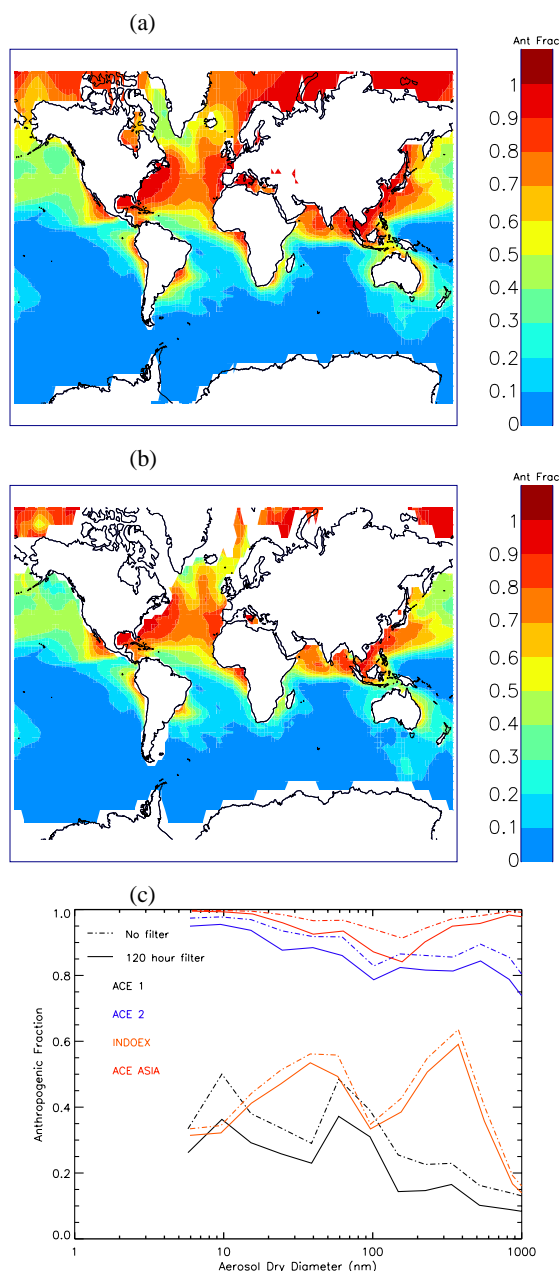 (a)
Ant Frac
1
0.9
0.8
0.7
0.6
0.5
0.4
0.3
0.2
0.1
0
(b)
Ant Frac
1
0.9
0.8
0.7
0.6
0.5
0.4
0.3
0.2
0.1
0
(c)
1.0
0.8
0.6
0.4
0.2
0.0
Anthropogenic Fraction
No filter
120 hour filter
ACE 1
ACE 2
INDOEX
ACE ASIA
1 10 100 1000
Aerosol Dry Diameter (nm)